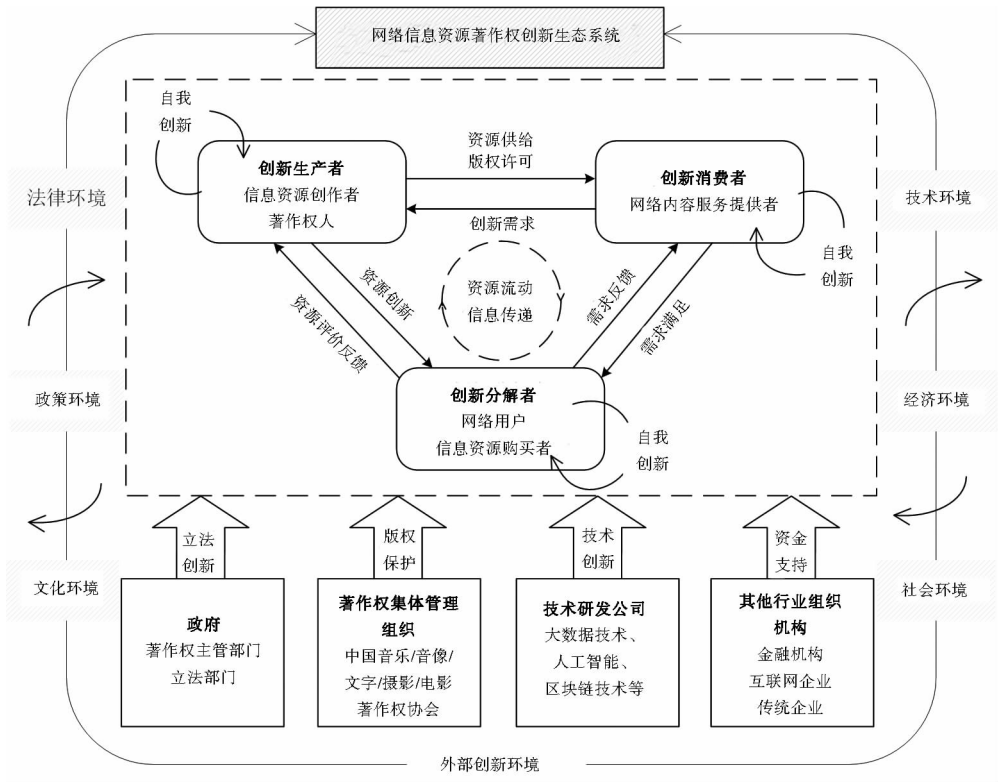 网络信息资源著作权创新生态系统
自我
创新
创新生产者
信息资源创作者
著作权人
资源供给
版权许可
创新需求
创新消费者
网络内容服务提供者
自我
创新
法律环境
技术环境
资源流动
信息传递
资源创新
资源评价反馈
需求反馈
需求满足
创新分解者
网络用户
信息资源购买者
自我
创新
政策环境
经济环境
立法
创新
版权
保护
技术
创新
资金
支持
文化环境
社会环境
政府
著作权主管部门
立法部门
著作权集体管理
组织
中国音乐/音像/
文字/摄影/电影
著作权协会
技术研发公司
大数据技术、
人工智能、
区块链技术等
其他行业组织
机构
金融机构
互联网企业
传统企业
外部创新环境